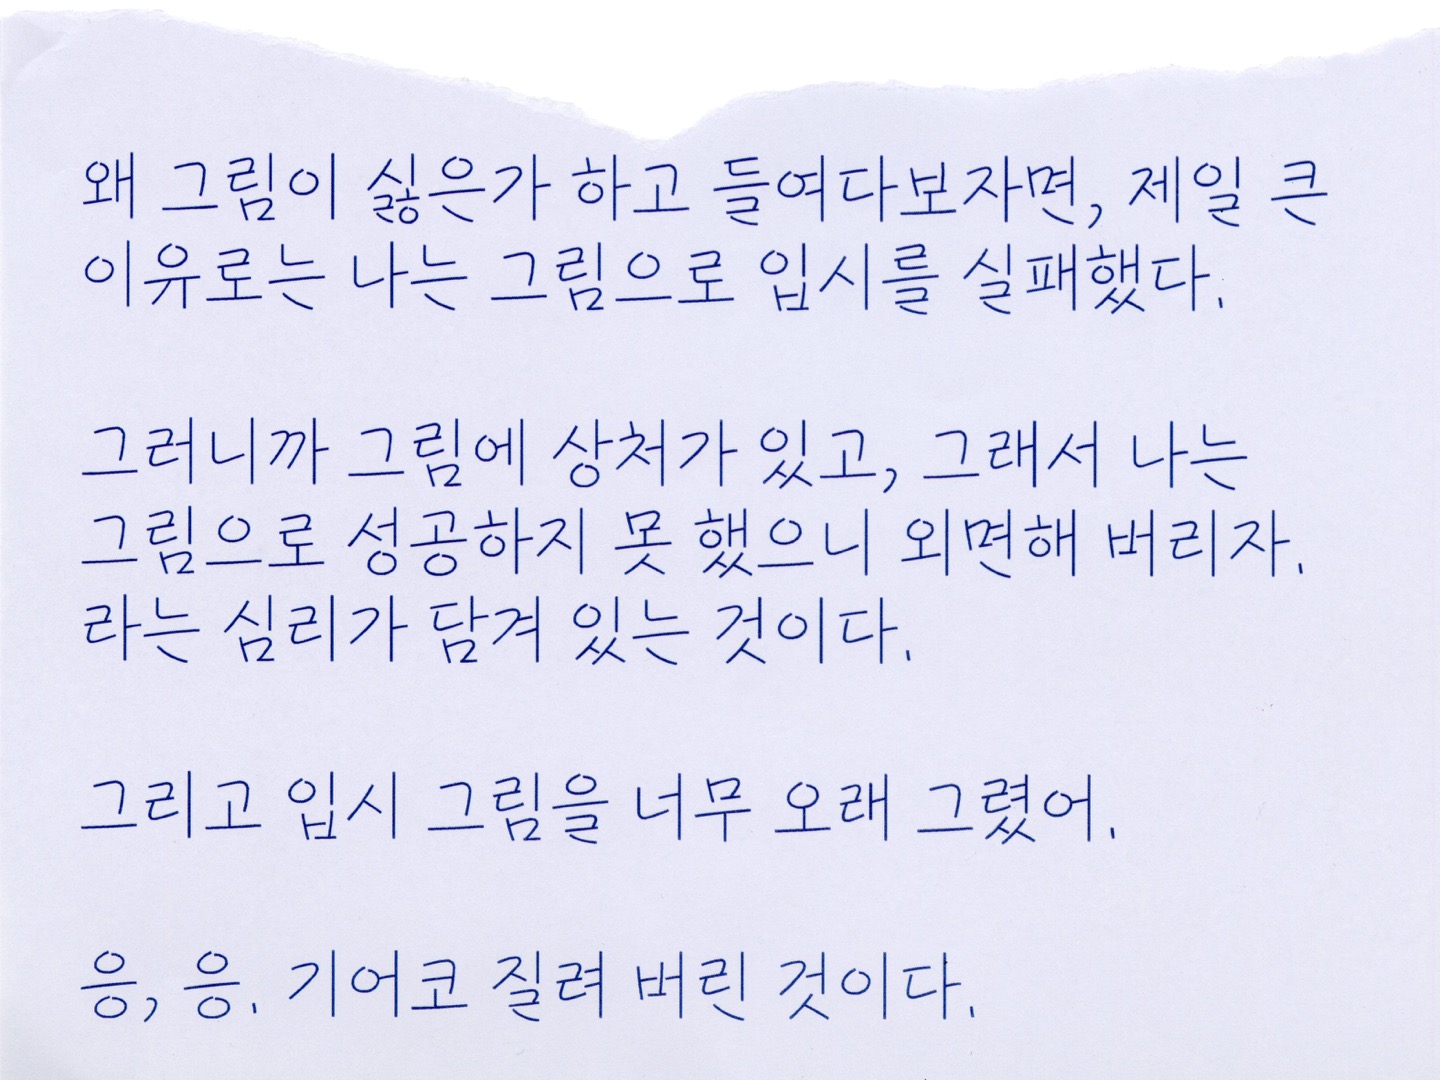 왜 그림이 싫은가 하고 들여다보자면, 제일 큰
이유로는 나는 그림으로 입시를 실패했다.
그러니까 그림에 상처가 있고, 그래서 나는
그림으로 성공하지 못 했으니 외면해 버리자.
라는 심리가 담겨 있는 것이다.
그리고 입시 그림을 너무 오래 그렸어.
응, 응. 기어코 질려 버린 것이다.